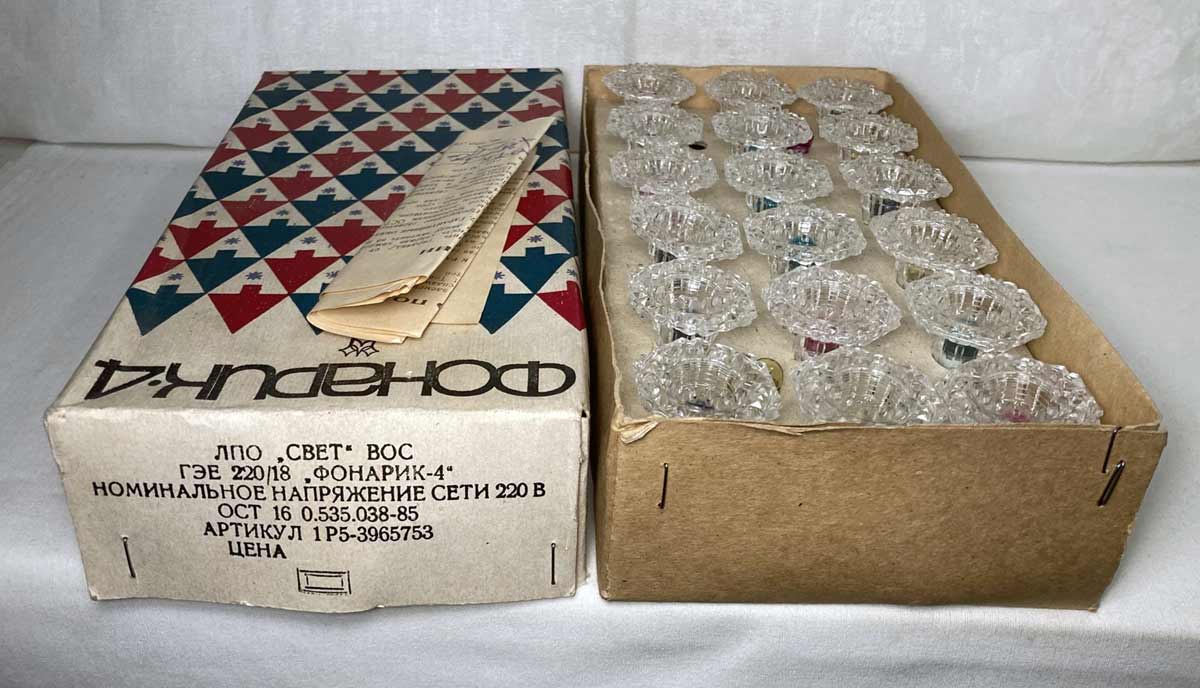 ФОНАРИК-4
ЛПО „СВЕТ" ВОС
ГЭЕ 220/18 „ФОНАРИК-4"
НОМИНАЛЬНОЕ НАПРЯЖЕНИЕ СЕТИ 220 В
ОСТ 16 0.535.038-85
АРТИКУЛ 1Р5-3965753
ЦЕНА